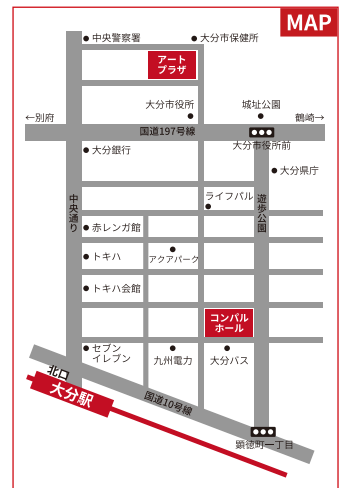 MAP
中央警察署
大分市保健所
アート
プラザ
大分市役所
城址公園
←別府
鶴崎→
国道197号線
大分市役所前
大分銀行
大分県庁
中央通り
ライフパル
遊歩公園
赤レンガ館
トキハ
アクアパーク
トキハ会館
コンパル
ホール
セブン
イレブン
九州電力
大分バス
北口
大分駅
国道10号線
顕徳町一丁目